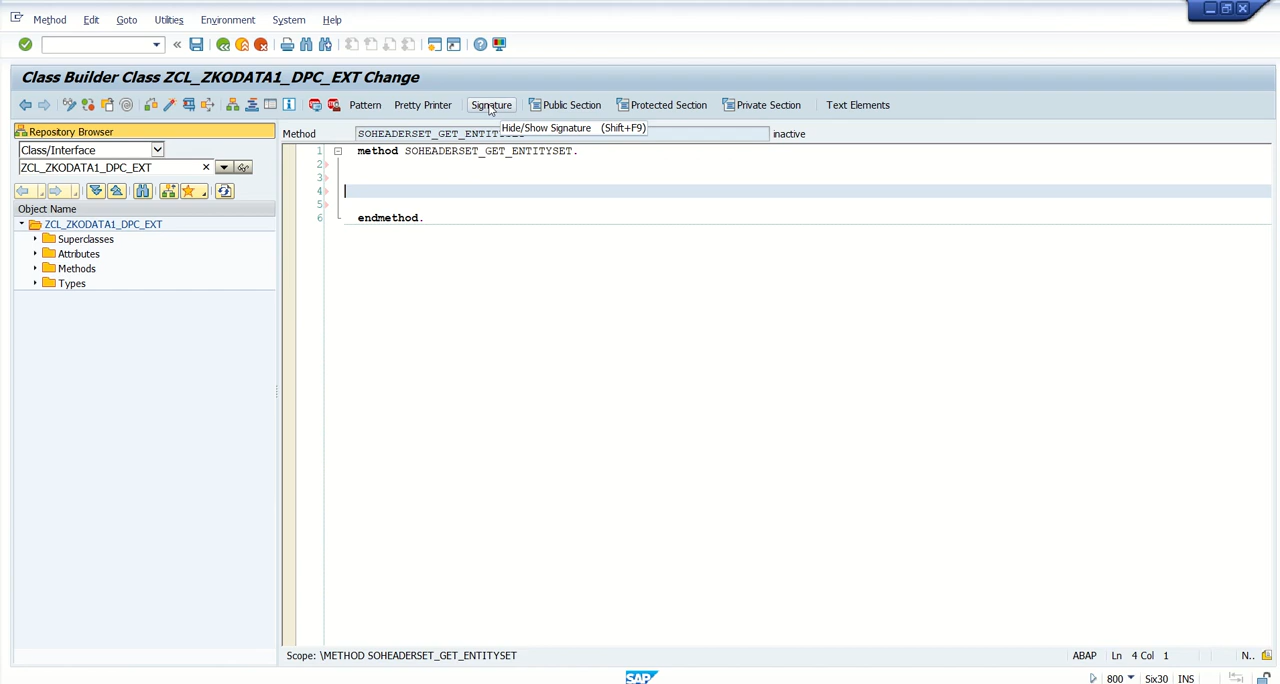 Method Edit Goto Utilities Environment System Help
Class Builder Class ZCL_ZKODATA1_DPC_EXT Change
Pattern Pretty Printer Signature Public Section Protected Section Private Section Text Elements
Hide/Show Signature (Shift+F9)
Repository Browser
Class/Interface
ZCL_ZKODATA1_DPC_EXT
Object Name
ZCL_ZKODATA1_DPC_EXT
Superclasses
Attributes
Methods
Types
Method SOHEADERSET_GET_ENTITYSET inactive
1 method SOHEADERSET_GET_ENTITYSET.
2
3
4
5
6 endmethod.
Scope: \METHOD SOHEADERSET_GET_ENTITYSET ABAP Ln 4 Col 1 N..
SAP 800 Six30 INS